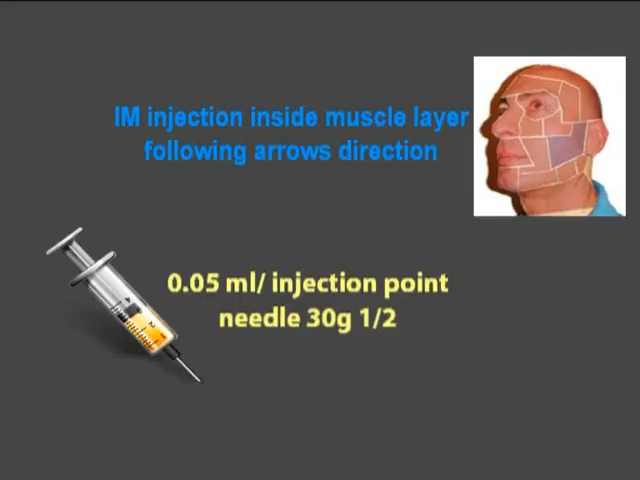 IM injection inside muscle layer
following arrows direction
0.05 ml/ injection point
needle 30g 1/2